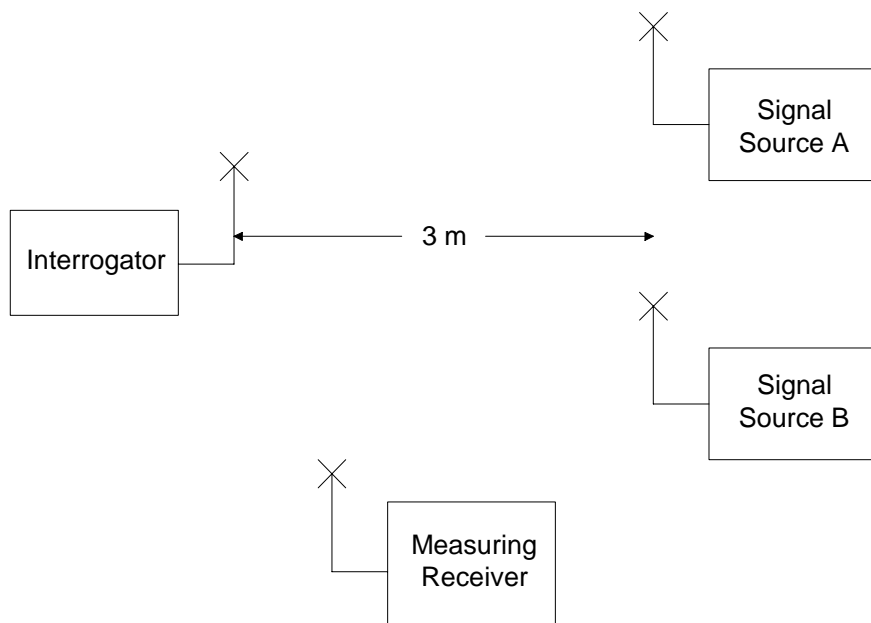 Signal
Source A
Interrogator
3 m
Signal
Source B
Measuring
Receiver